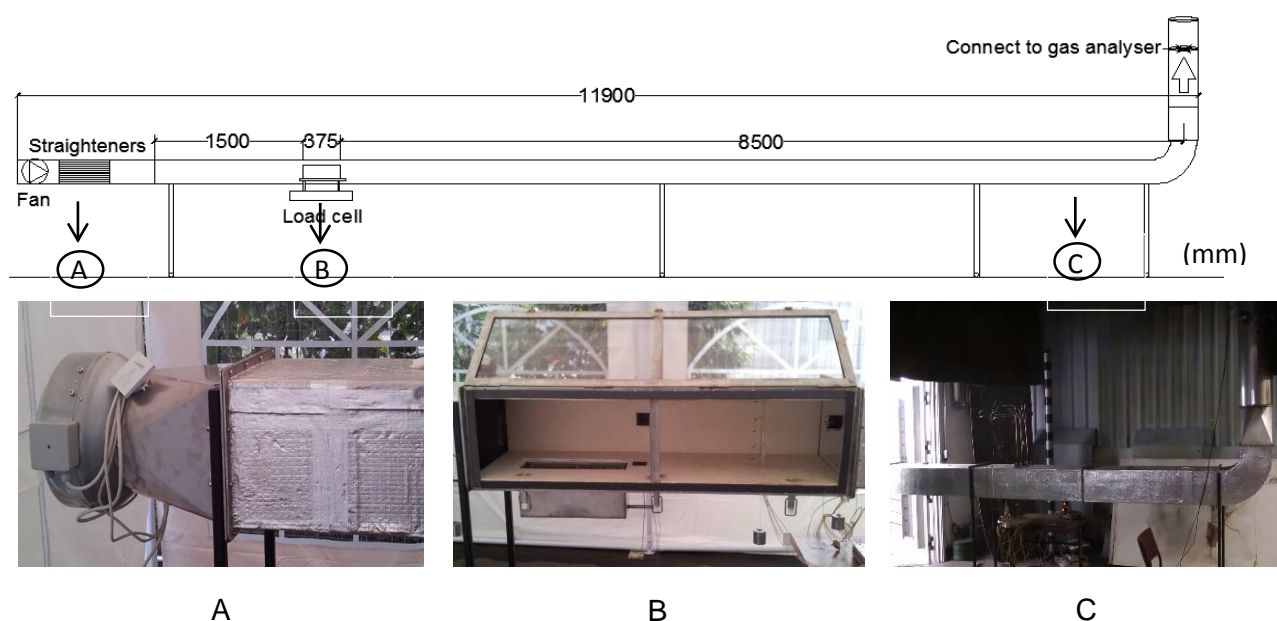 Connect to gas analyser
11900
Straighteners
1500
375
8500
Fan
Load cell
A
B
C
(mm)
A
B
C